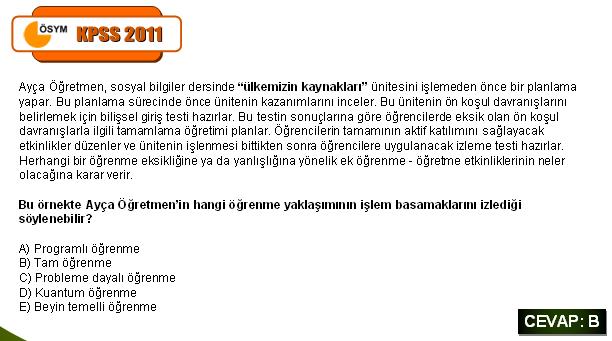 ÖSYM
KPSS 2011
Ayça Öğretmen, sosyal bilgiler dersinde “ülkemizin kaynakları” ünitesini işlemeden önce bir planlama
yapar. Bu planlama sürecinde önce ünitenin kazanımlarını inceler. Bu ünitenin ön koşul davranışlarını
belirlemek için bilişsel giriş testi hazırlar. Bu testin sonuçlarına göre öğrencilerde eksik olan ön koşul
davranışlarla ilgili tamamlama öğretimi planlar. Öğrencilerin tamamının aktif katılımını sağlayacak
etkinlikler düzenler ve ünitenin işlenmesi bittikten sonra öğrencilere uygulanacak izleme testi hazırlar.
Herhangi bir öğrenme eksikliğine ya da yanlışlığına yönelik ek öğrenme - öğretme etkinliklerinin neler
olacağına karar verir.
Bu örnekte Ayça Öğretmen'in hangi öğrenme yaklaşımının işlem basamaklarını izlediği
söylenebilir?
A) Programlı öğrenme
B) Tam öğrenme
C) Probleme dayalı öğrenme
D) Kuantum öğrenme
E) Beyin temelli öğrenme
CEVAP: B